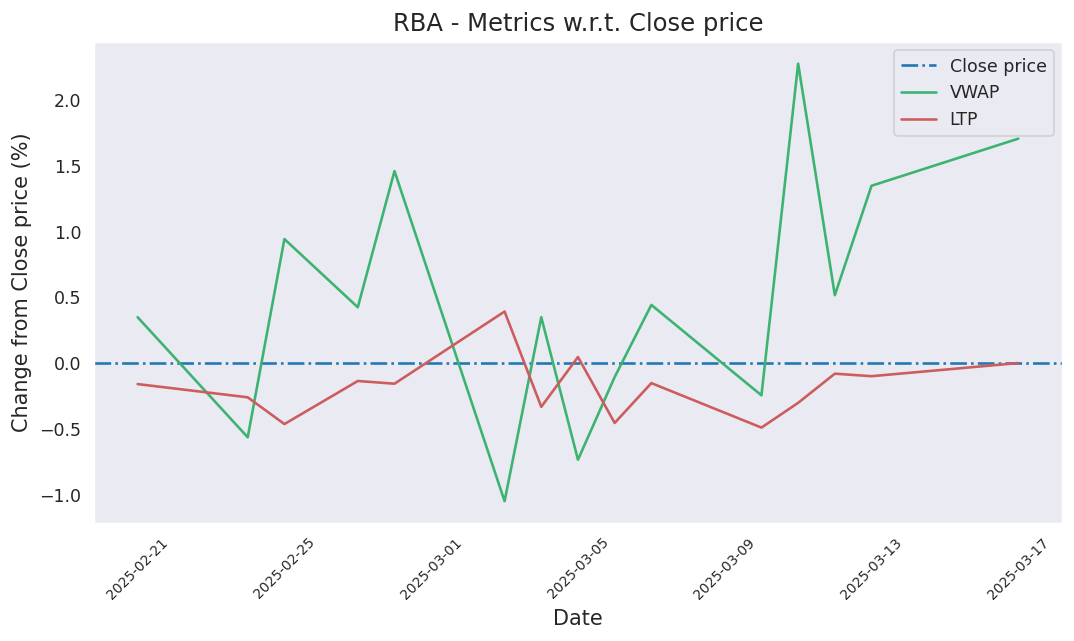 RBA - Metrics w.r.t. Close price
Close price
VWAP
LTP
Change from Close price (%)
2.0
1.5
1.0
0.5
0.0
−0.5
−1.0
2025-02-21
2025-02-25
2025-03-01
2025-03-05
2025-03-09
2025-03-13
2025-03-17
Date